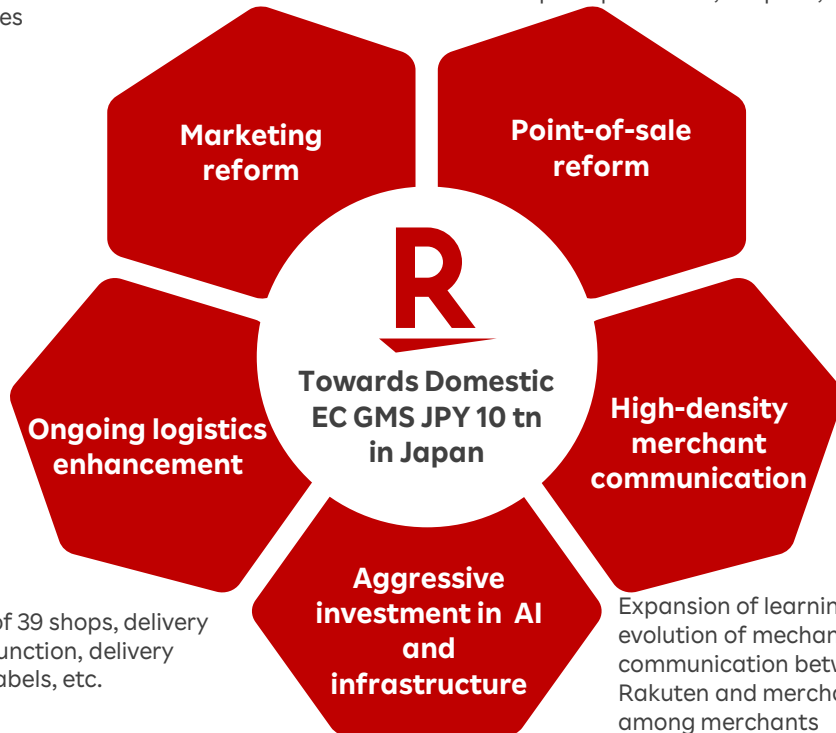 es
Marketing
reform
Point-of-sale
reform
R
Towards Domestic
EC GMS JPY 10 tn
in Japan
Ongoing logistics
enhancement
High-density
merchant
communication
Aggressive
investment in AI
and
infrastructure
of 39 shops, delivery
unction, delivery
abels, etc.
Expansion of learnin
evolution of mechan
communication betw
Rakuten and mercha
among merchants